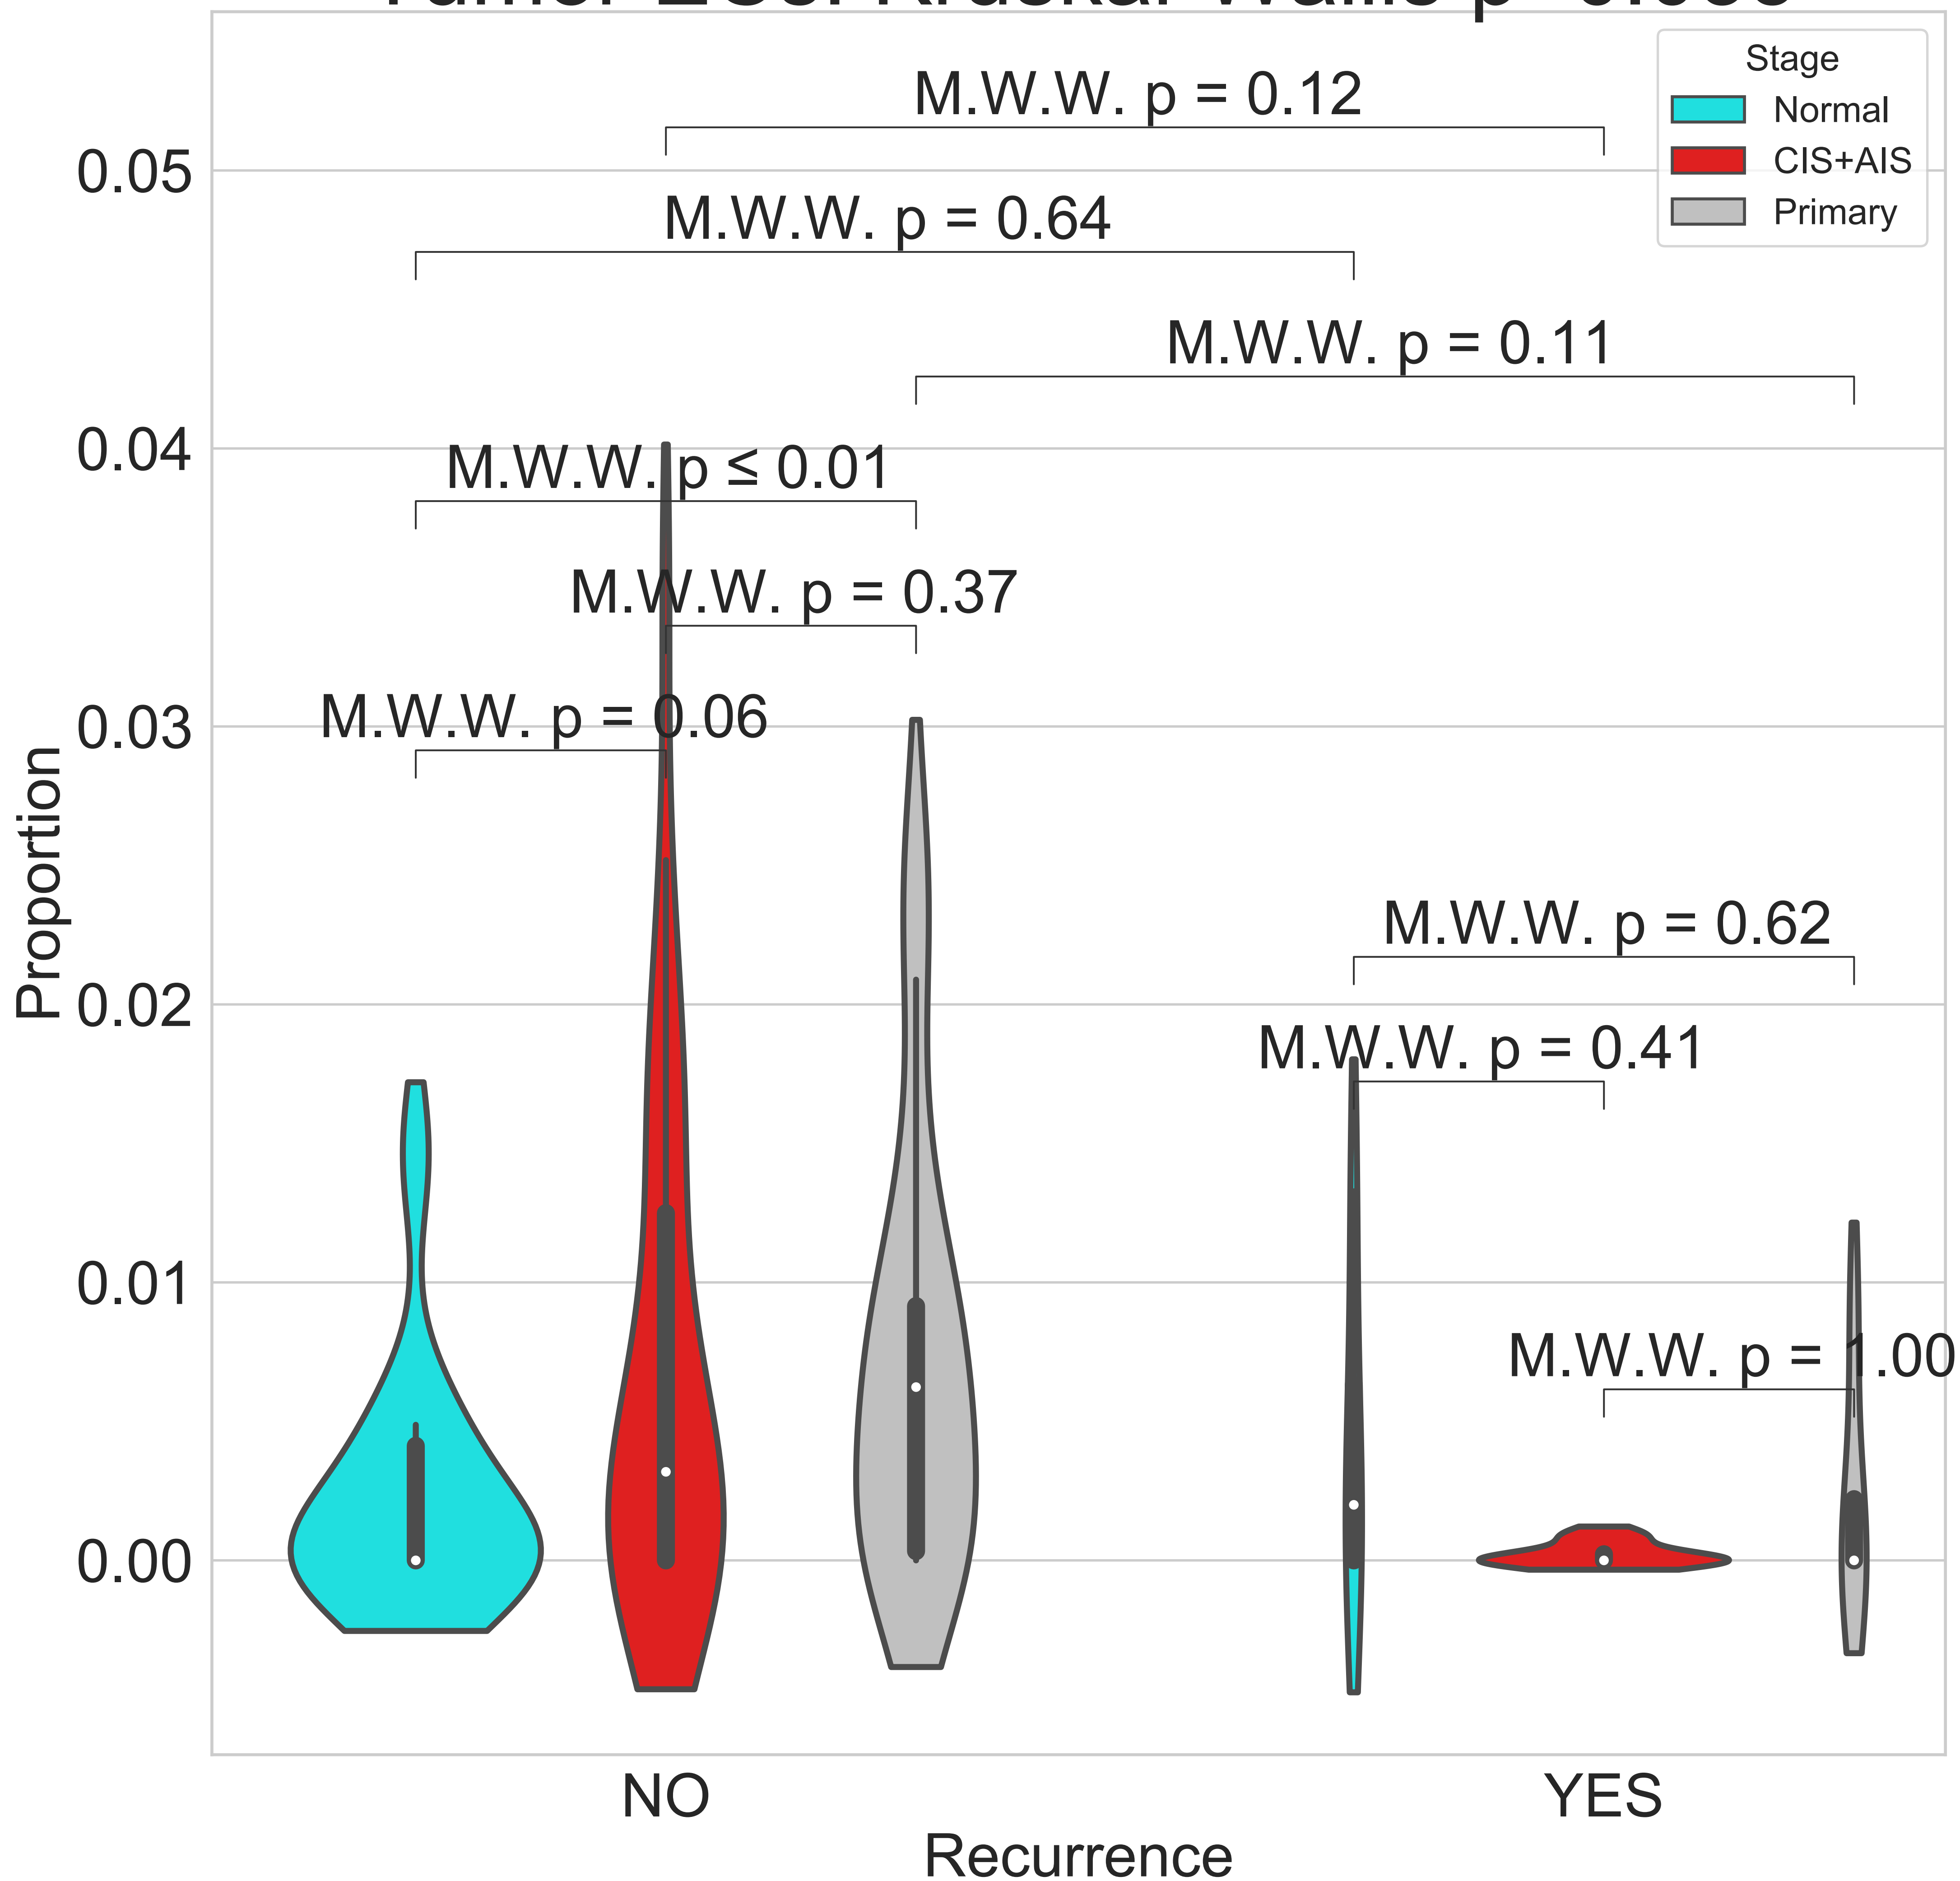 Stage
Normal
CIS+AIS
Primary
M.W.W. p = 0.12
M.W.W. p = 0.64
M.W.W. p = 0.11
M.W.W. p ≤ 0.01
M.W.W. p = 0.37
M.W.W. p = 0.06
M.W.W. p = 0.62
M.W.W. p = 0.41
M.W.W. p = 1.00
0.05
0.04
0.03
0.02
0.01
0.00
Proportion
NO
YES
Recurrence